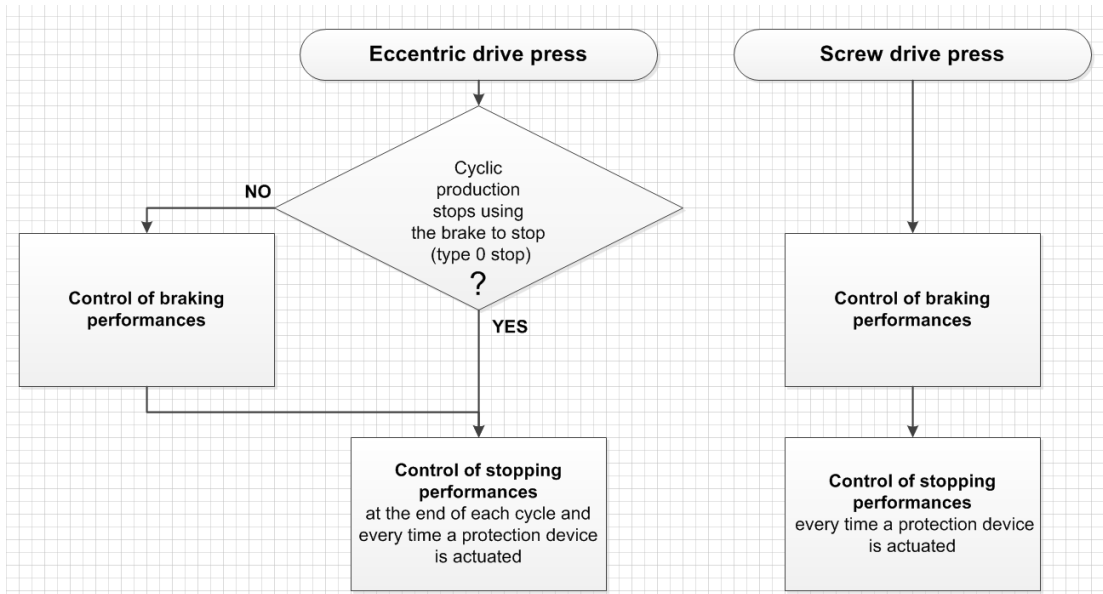 Eccentric drive press
Screw drive press
Cyclic
production
stops using
the brake to stop
(type 0 stop)
?
NO
YES
Control of braking
performances
Control of braking
performances
Control of stopping
performances
at the end of each cycle and
every time a protection device
is actuated
Control of stopping
performances
every time a protection device
is actuated